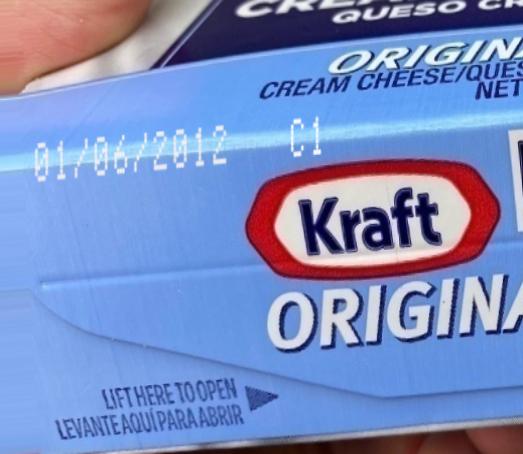 QUESO CR
ORIGIN
CREAM CHEESE/QUES
NET
01/06/2012 C1
Kraft
ORIGINA
LIFT HERE TO OPEN
LEVANTE AQUÍ PARA ABRIR